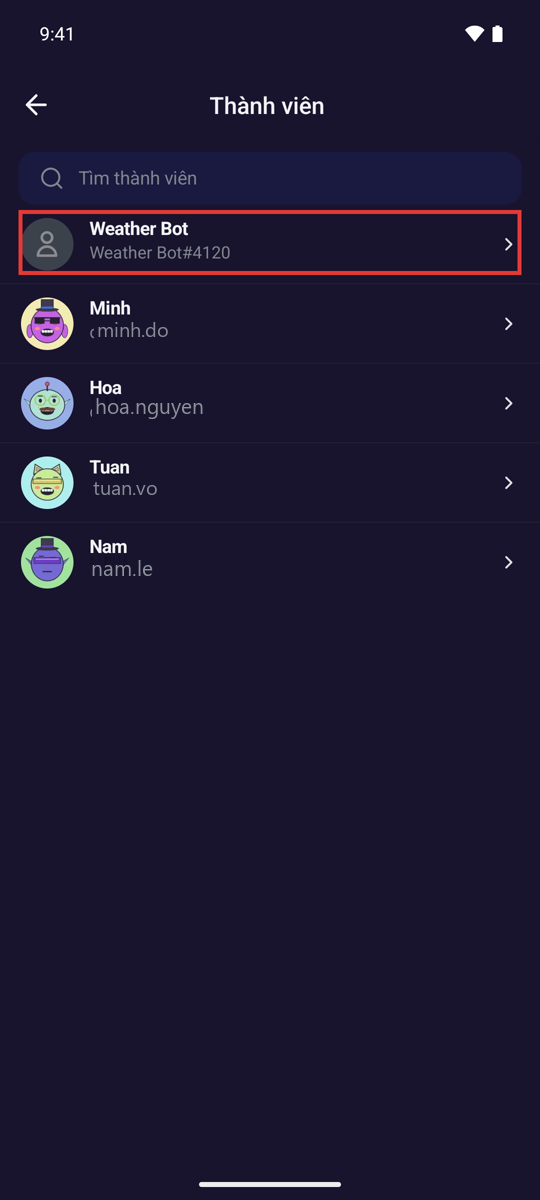 9:41
Thành viên
Tìm thành viên
Weather Bot
Weather Bot#4120
Minh
minh.do
Hoa
hoa.nguyen
Tuan
tuan.vo
Nam
nam.le